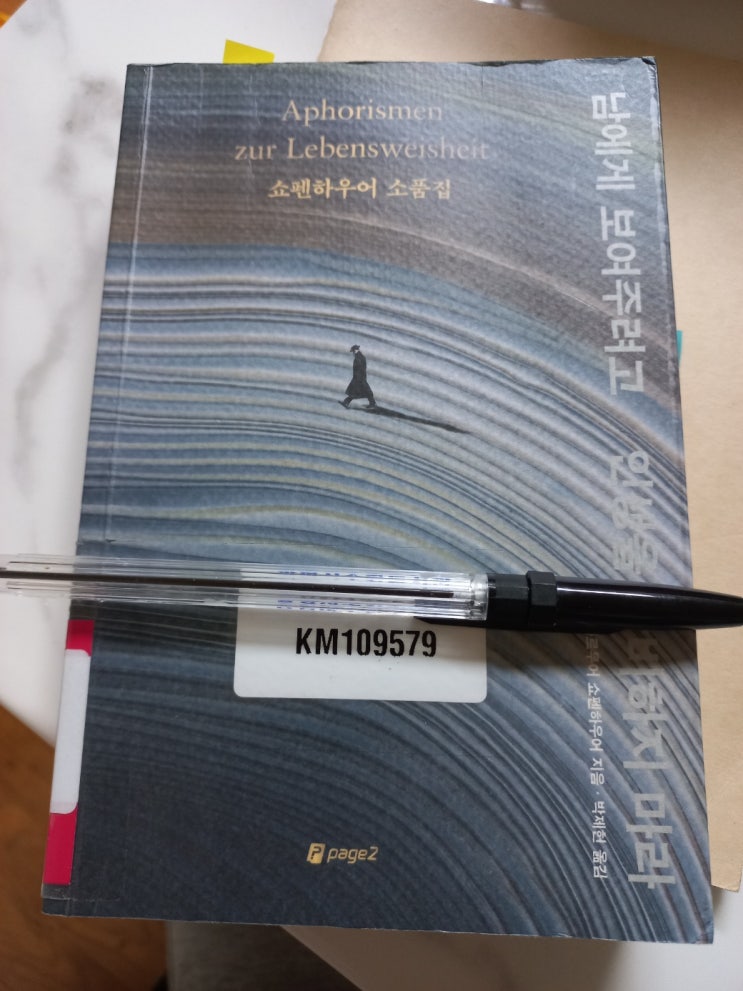 Aphorismen
zur Lebensweisheit
쇼펜하우어 소품집
남에게 보여주려고 인생을 하지 마라
쇼펜하우어 지음 · 박제헌 옮김
KM109579
page2